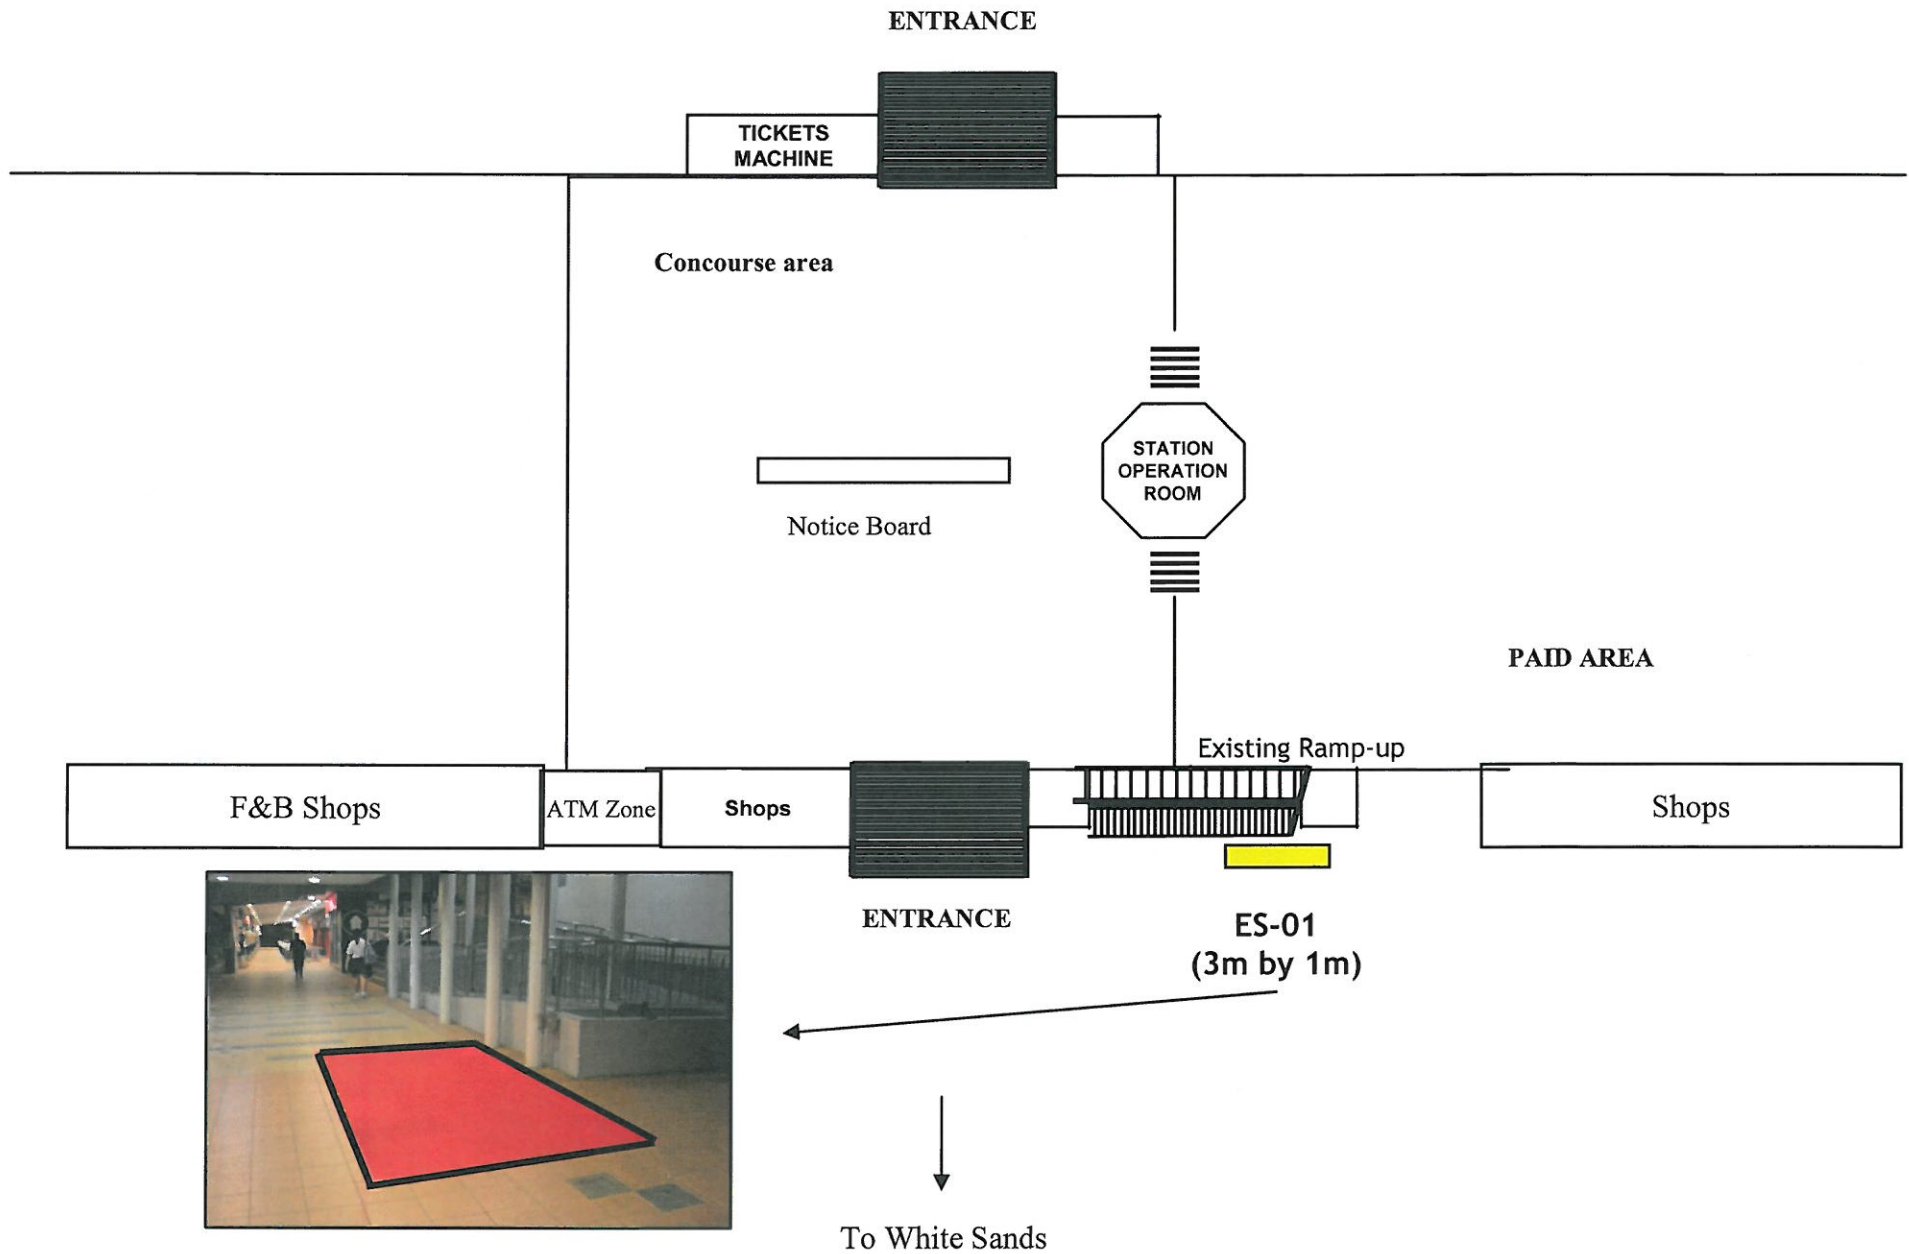 ENTRANCE
TICKETS
MACHINE
Concourse area
STATION
OPERATION
ROOM
Notice Board
PAID AREA
Existing Ramp-up
F&B Shops
ATM Zone
Shops
Shops
ENTRANCE
ES-01
(3m by 1m)
To White Sands